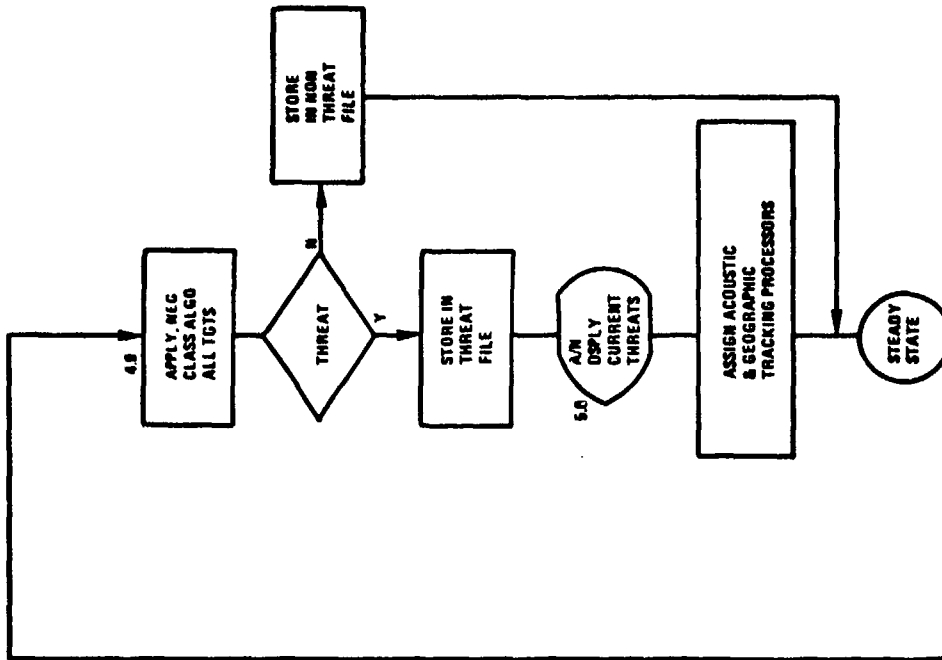 4.9
APPLY, NEG
CLASS ALGO
ALL TGTS
THREAT
N
STORE
IN NON
THREAT
FILE
Y
STORE IN
THREAT
FILE
5.0
A/N
DSPLY
CURRENT
THREATS
ASSIGN ACOUSTIC
& GEOGRAPHIC
TRACKING PROCESSORS
STEADY
STATE